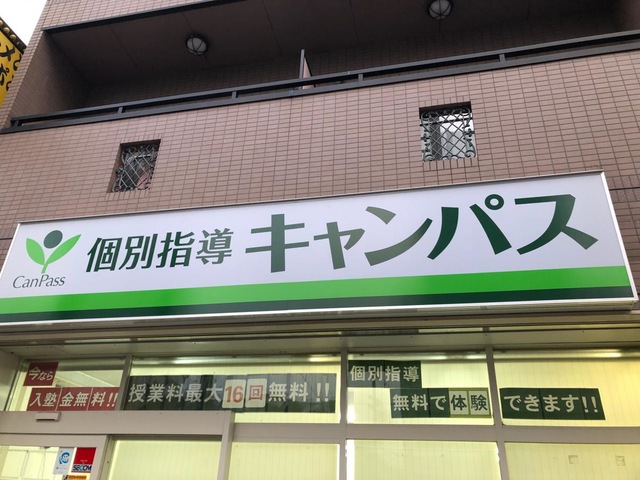 CanPass
個別指導 キャンパス
今なら
入塾金無料!!
授業料最大16回無料!!
個別指導
無料で体験できます!!
SECOM